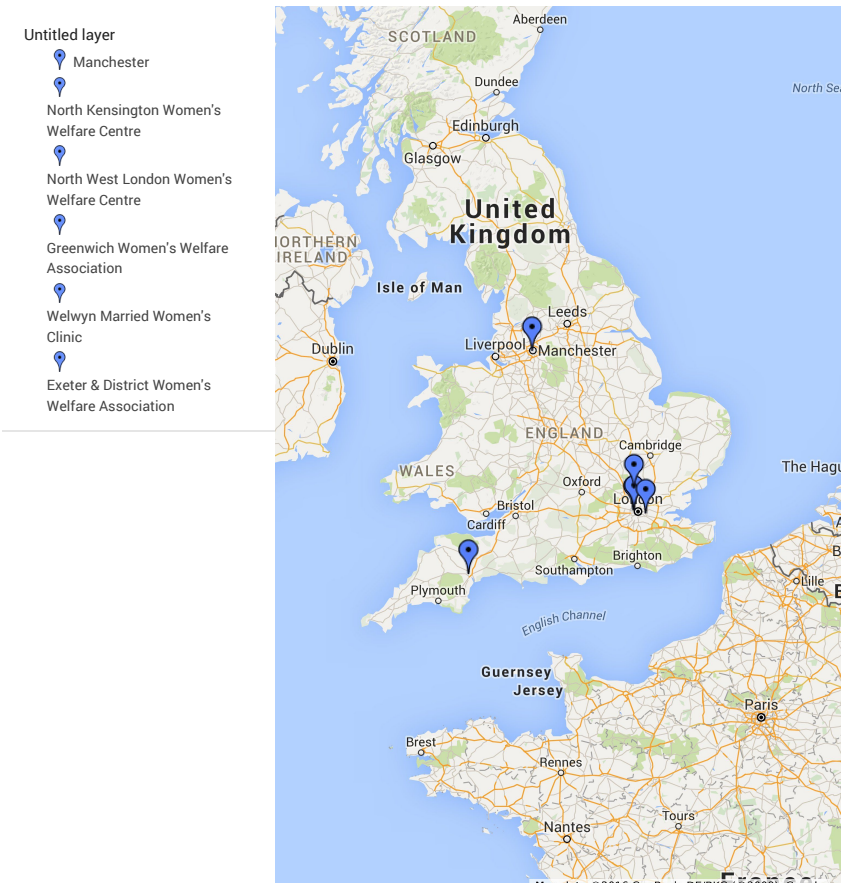 Untitled layer
Manchester
North Kensington Women's
Welfare Centre
North West London Women's
Welfare Centre
Greenwich Women's Welfare
Association
Welwyn Married Women's
Clinic
Exeter & District Women's
Welfare Association
Aberdeen
SCOTLAND
Dundee
North Sea
Edinburgh
Glasgow
United
Kingdom
NORTHERN
IRELAND
Isle of Man
Leeds
Liverpool
Manchester
Dublin
ENGLAND
Cambridge
WALES
The Hagu
Oxford
London
Bristol
Cardiff
Brighton
Southampton
Lille
Plymouth
English Channel
Guernsey
Jersey
Paris
Brest
Rennes
Tours
Nantes